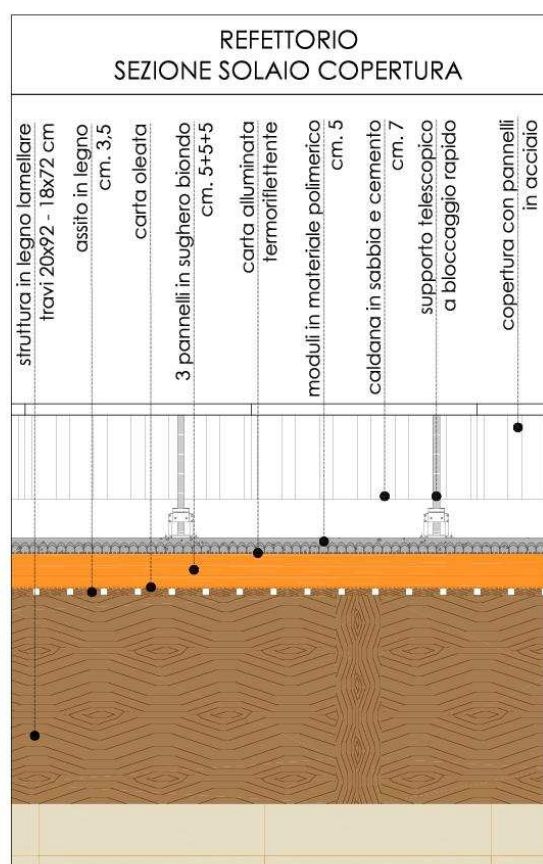 REFETTORIO
SEZIONE SOLAIO COPERTURA
struttura in legno lamellare
travi 20x92 - 18x72 cm
assito in legno
cm. 3,5
carta oleata
3 pannelli in sughero biondo
cm. 5+5+5
carta alluminata
termoriflettente
moduli in materiale polimerico
cm. 5
caldana in sabbia e cemento
cm. 7
supporto telescopico
a bloccaggio rapido
copertura con pannelli
in acciaio